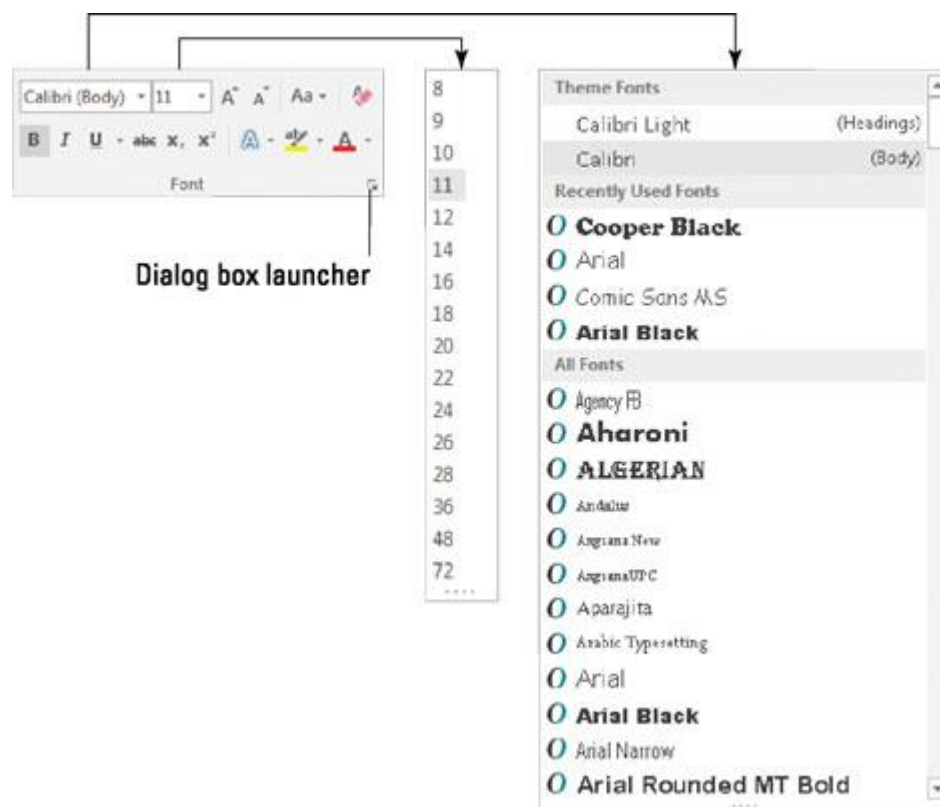 Calibri (Body) 11 A A Aa
B I U abc x₂ x² A aby A
Font
Dialog box launcher
8
9
10
11
12
14
16
18
20
22
24
26
28
36
48
72
Theme Fonts
Calibri Light (Headings)
Calibri (Body)
Recently Used Fonts
O Cooper Black
O Arial
O Comic Sans MS
O Arial Black
All Fonts
O Agency FB
O Aharoni
O ALGERIAN
O Andalus
O Angsana New
O AngsanaUPC
O Aparajita
O Arabic Typesetting
O Arial
O Arial Black
O Arial Narrow
O Arial Rounded MT Bold